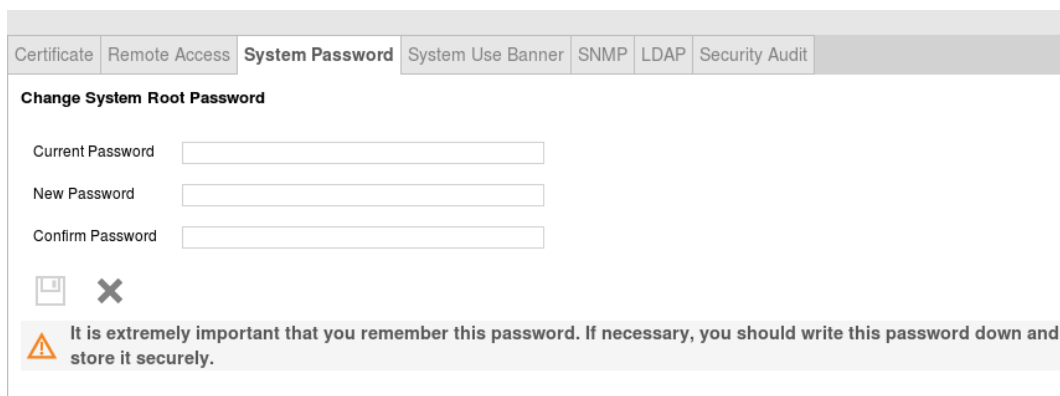 Certificate Remote Access System Password System Use Banner SNMP LDAP Security Audit
Change System Root Password
Current Password
New Password
Confirm Password
It is extremely important that you remember this password. If necessary, you should write this password down and
store it securely.